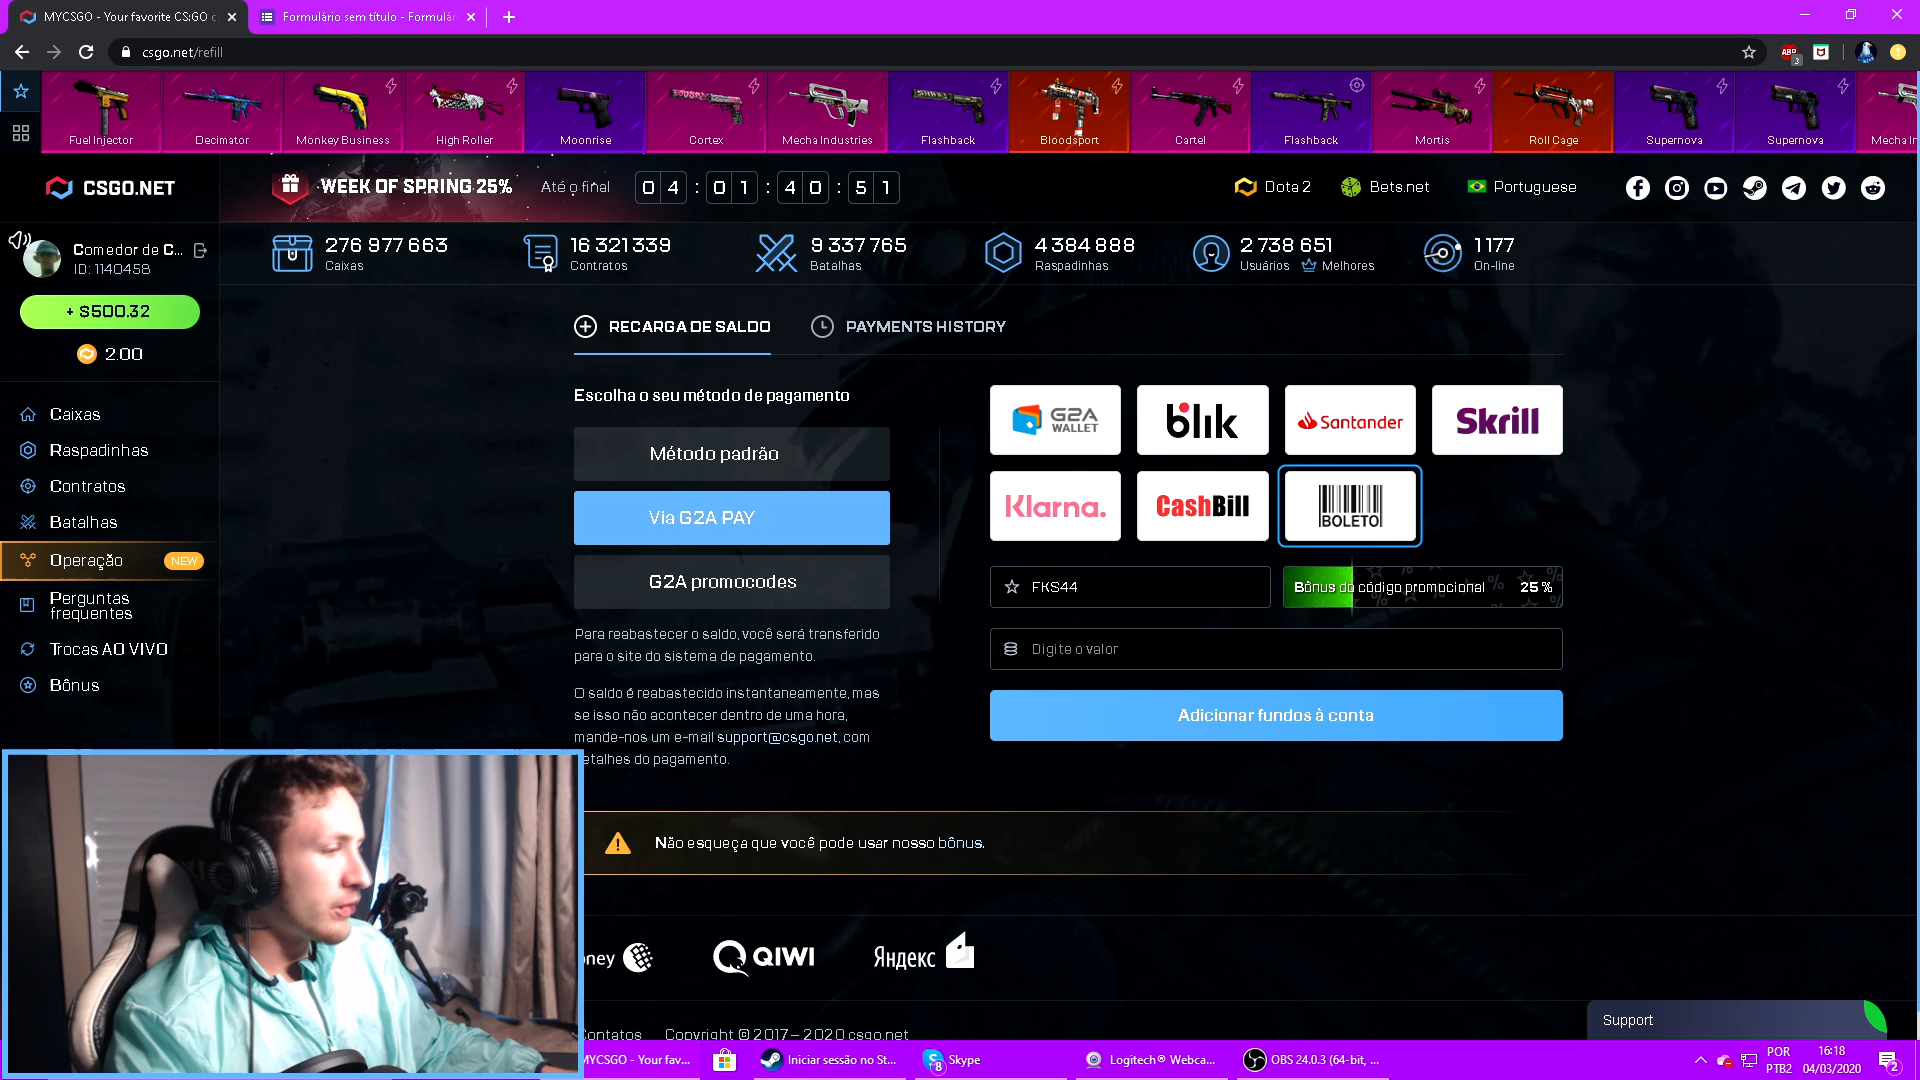 MYCSGO - Your favorite CS:GO c
Formulário sem título - Formulár
csgo.net/refill
ABP
3
Fuel Injector
Decimator
Monkey Business
High Roller
Moonrise
Cortex
Mecha Industries
Flashback
Bloodsport
Cartel
Flashback
Mortis
Roll Cage
Supernova
Supernova
Mecha In
CSGO.NET
WEEK OF SPRING 25%
Até o final
04:01:40:51
Dota 2
Bets.net
Portuguese
Comedor de C...
ID: 1140458
+ $500.32
2.00
276 977 663
Caixas
16 321 339
Contratos
9 337 765
Batalhas
4 384 888
Raspadinhas
2 738 651
Usuários
Melhores
1 177
On-line
Caixas
Raspadinhas
Contratos
Batalhas
Operação NEW
Perguntas
frequentes
Trocas AO VIVO
Bônus
RECARGA DE SALDO
PAYMENTS HISTORY
Escolha o seu método de pagamento
Método padrão
Via G2A PAY
G2A promocodes
Para reabastecer o saldo, você será transferido
para o site do sistema de pagamento.
O saldo é reabastecido instantaneamente, mas
se isso não acontecer dentro de uma hora,
mande-nos um e-mail support@csgo.net, com
etalhes do pagamento.
G2A
WALLET
blik
Santander
Skrill
Klarna.
CashBill
BOLETO
FKS44
Bônus do código promocional 25 %
Digite o valor
Adicionar fundos à conta
Não esqueça que você pode usar nosso bônus.
oney
QIWI
Яндекс
Contatos
Copyright © 2017 – 2020 csgo.net
Support
MYCSGO - Your fav...
Iniciar sessão no St...
8
Skype
Logitech® Webca...
OBS 24.0.3 (64-bit, ...
POR
PTB2
16:18
04/03/2020
2